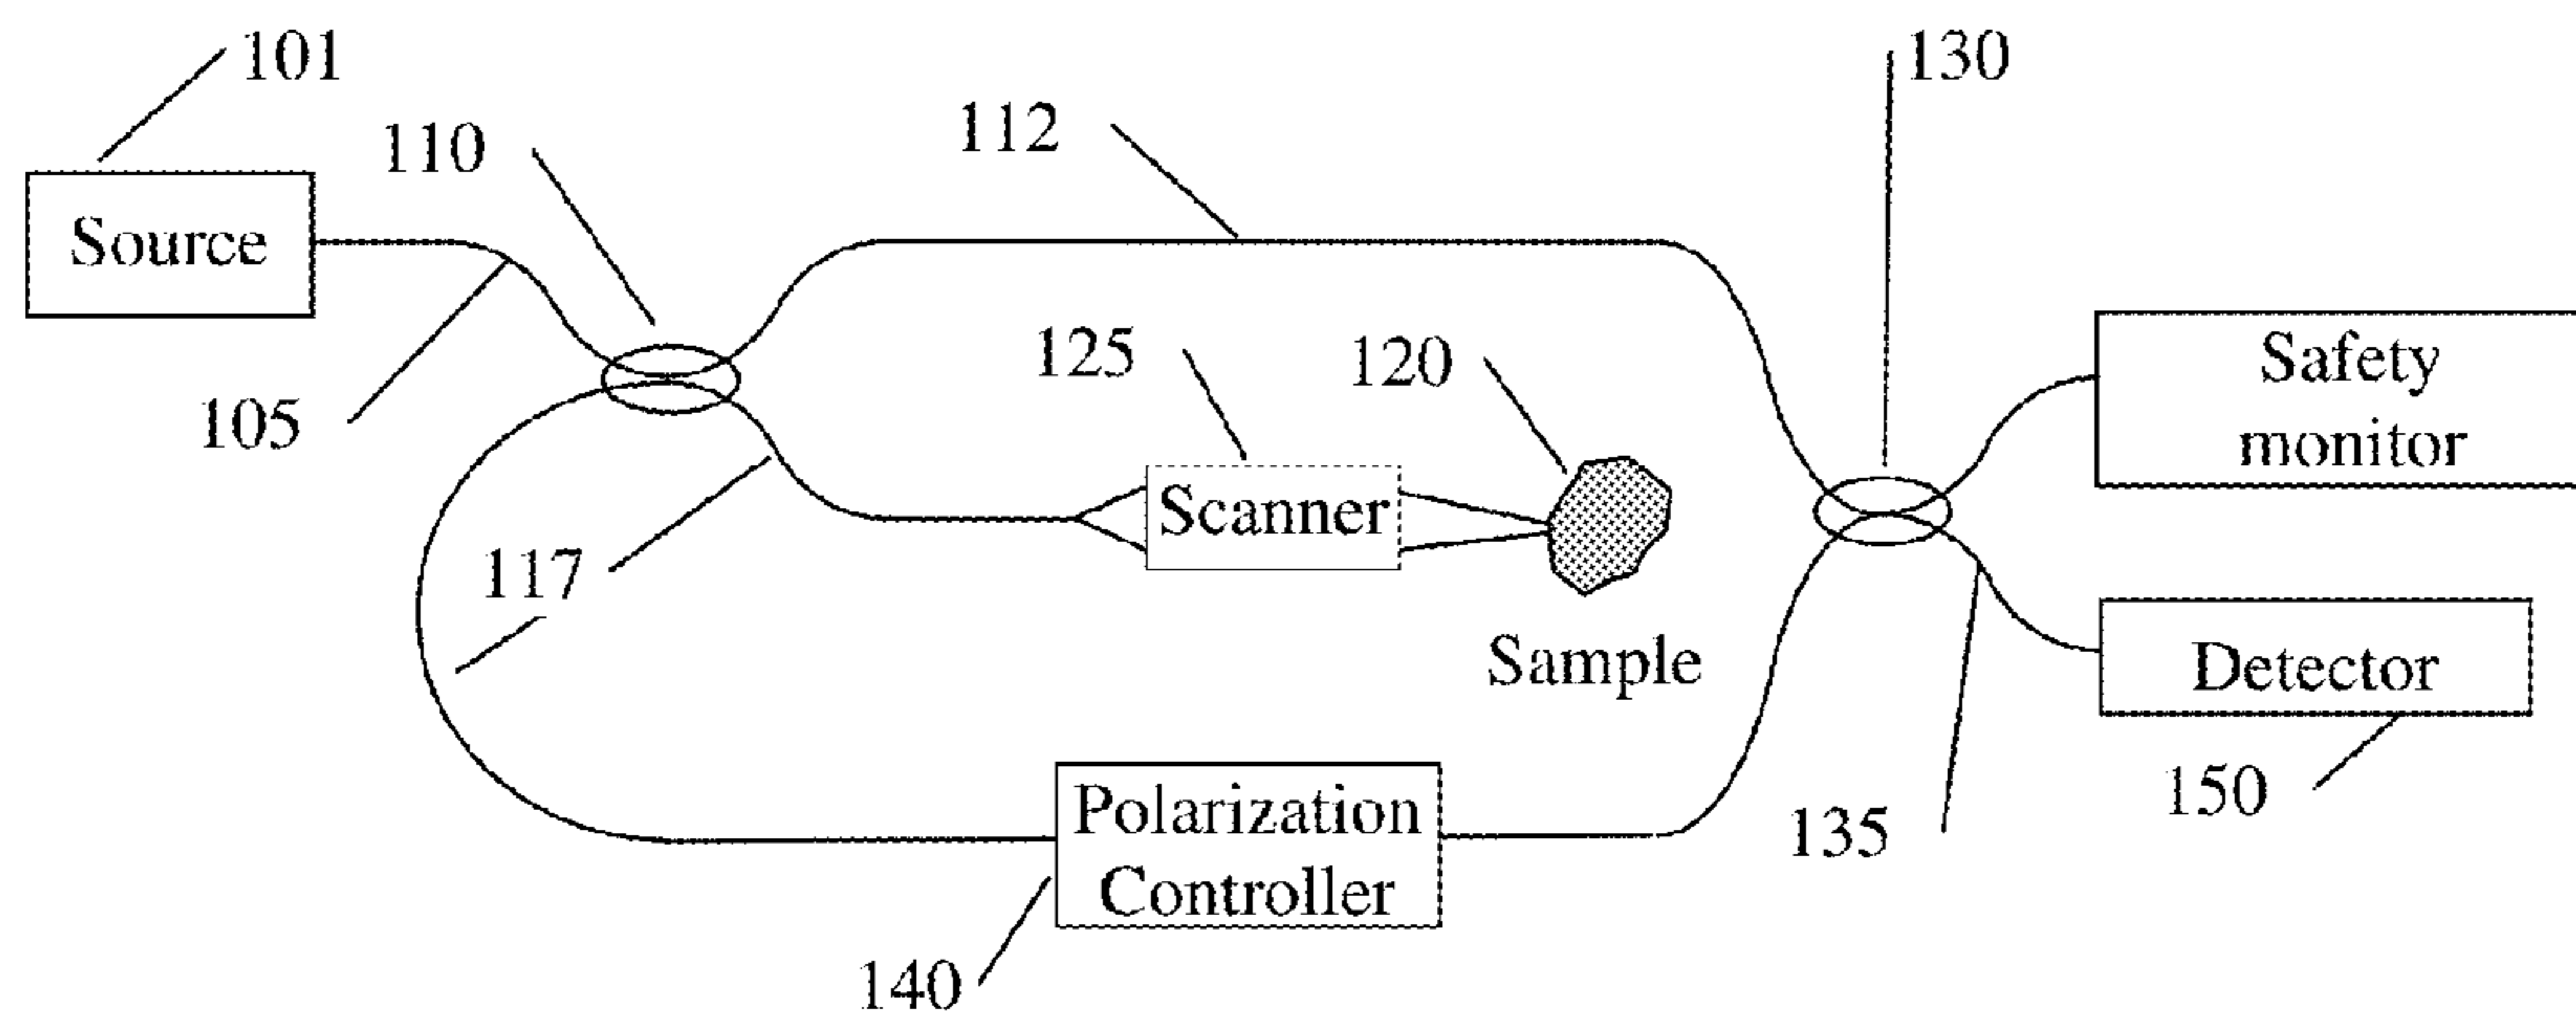 101
130
112
110
Source
125
120
Safety
monitor
105
Scanner
117
Sample
Detector
150
Polarization
Controller
135
140